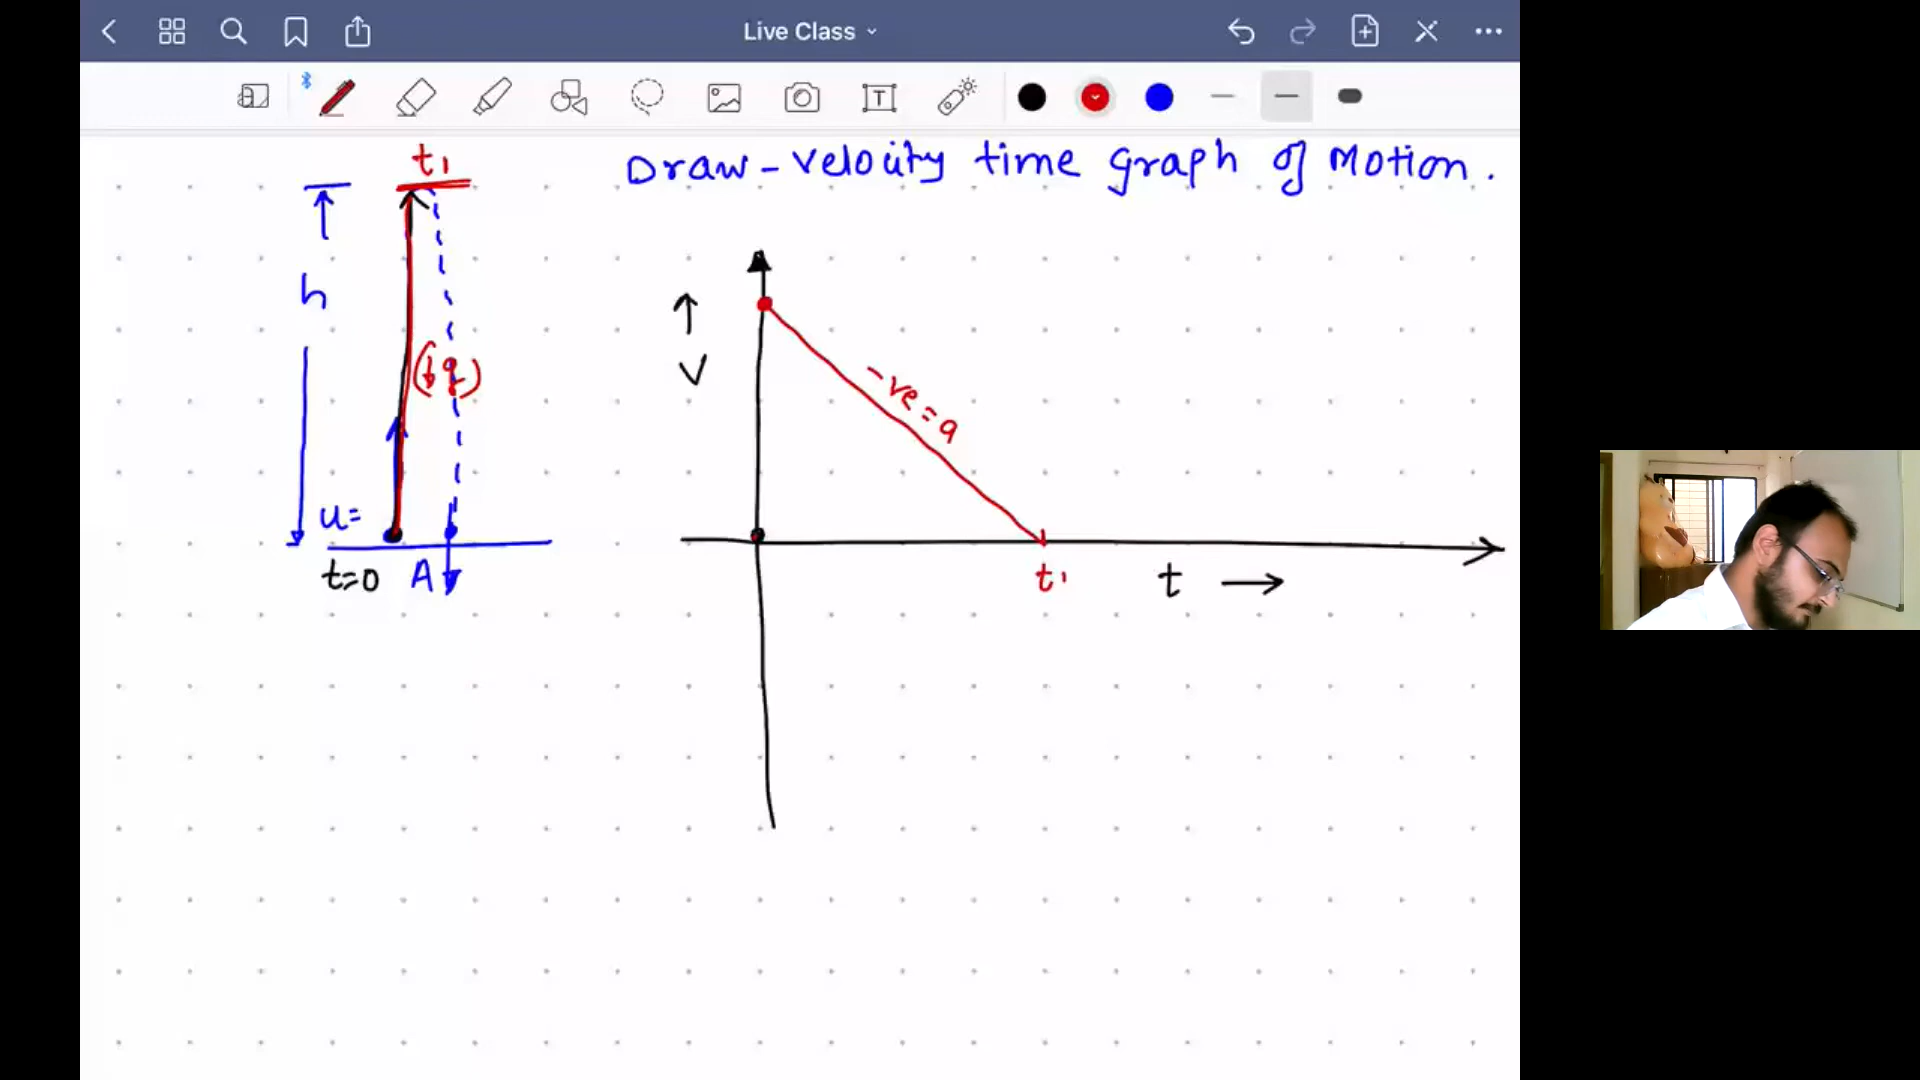 Live Class
T
Draw - velocity time graph of Motion.
t1
h
(↓g)
u=
t=0 A
↑
V
-ve = a
t1
t →